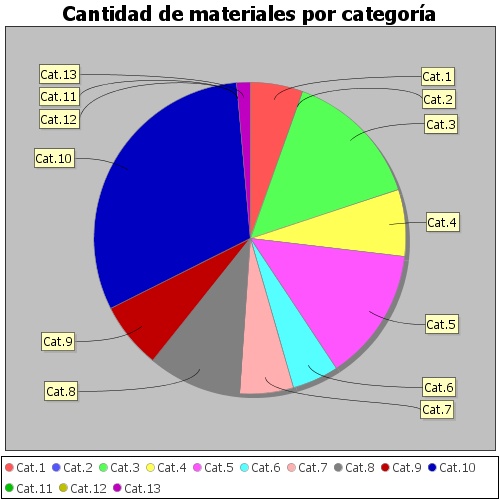 Cantidad de materiales por categoría
Cat.13
Cat.11
Cat.12
Cat.10
Cat.9
Cat.8
Cat.1
Cat.2
Cat.3
Cat.4
Cat.5
Cat.6
Cat.7
Cat.1 Cat.2 Cat.3 Cat.4 Cat.5 Cat.6 Cat.7 Cat.8 Cat.9 Cat.10
Cat.11 Cat.12 Cat.13